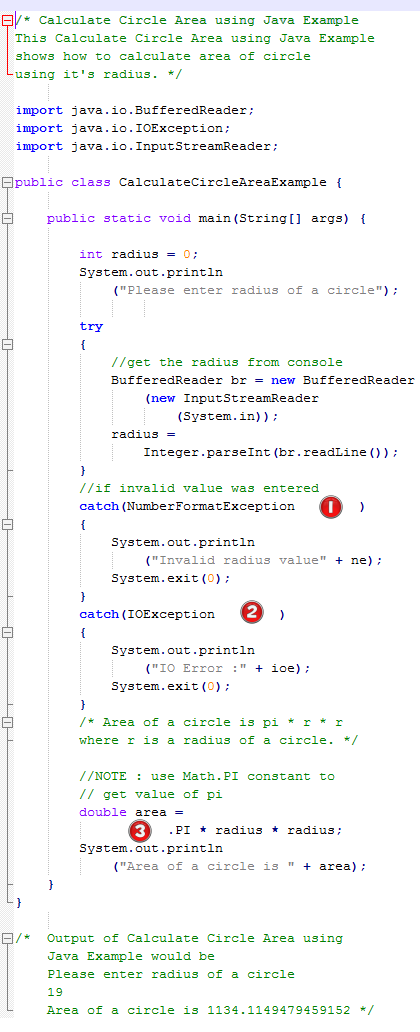 /* Calculate Circle Area using Java Example
This Calculate Circle Area using Java Example
shows how to calculate area of circle
using it's radius. */
import java.io.BufferedReader;
import java.io.IOException;
import java.io.InputStreamReader;
public class CalculateCircleAreaExample {
public static void main(String[] args) {
int radius = 0;
System.out.println
("Please enter radius of a circle");
try
{
//get the radius from console
BufferedReader br = new BufferedReader
(new InputStreamReader
(System.in));
radius =
Integer.parseInt(br.readLine());
}
//if invalid value was entered
catch(NumberFormatException 1 )
{
System.out.println
("Invalid radius value" + ne);
System.exit(0);
}
catch(IOException 2 )
{
System.out.println
("IO Error :" + ioe);
System.exit(0);
}
/* Area of a circle is pi * r * r
where r is a radius of a circle. */
//NOTE : use Math.PI constant to
// get value of pi
double area =
3 .PI * radius * radius;
System.out.println
("Area of a circle is " + area);
}
}
/* Output of Calculate Circle Area using
Java Example would be
Please enter radius of a circle
19
Area of a circle is 1134.1149479459152 */